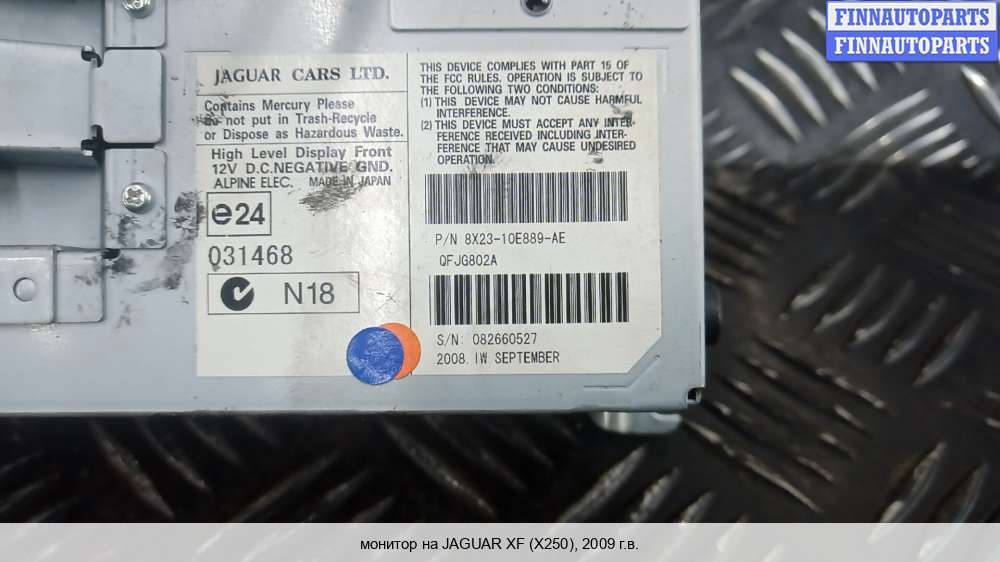 FINNAUTOPARTS
FINNAUTOPARTS
JAGUAR CARS LTD.
Contains Mercury Please
Do not put in Trash-Recycle
or Dispose as Hazardous Waste.
High Level Display Front
12V D.C.NEGATIVE GND.
ALPINE ELEC. MADE IN JAPAN
e24
031468
N18
THIS DEVICE COMPLIES WITH PART 15 OF
THE FCC RULES. OPERATION IS SUBJECT TO
THE FOLLOWING TWO CONDITIONS:
(1) THIS DEVICE MAY NOT CAUSE HARMFUL
INTERFERENCE.
(2) THIS DEVICE MUST ACCEPT ANY INTER-
FERENCE RECEIVED INCLUDING INTER-
FERENCE THAT MAY CAUSE UNDESIRED
OPERATION.
P/N 8X23-10E889-AE
QFJG802A
S/N: 082660527
2008. IW SEPTEMBER
монитор на JAGUAR XF (X250), 2009 г.в.